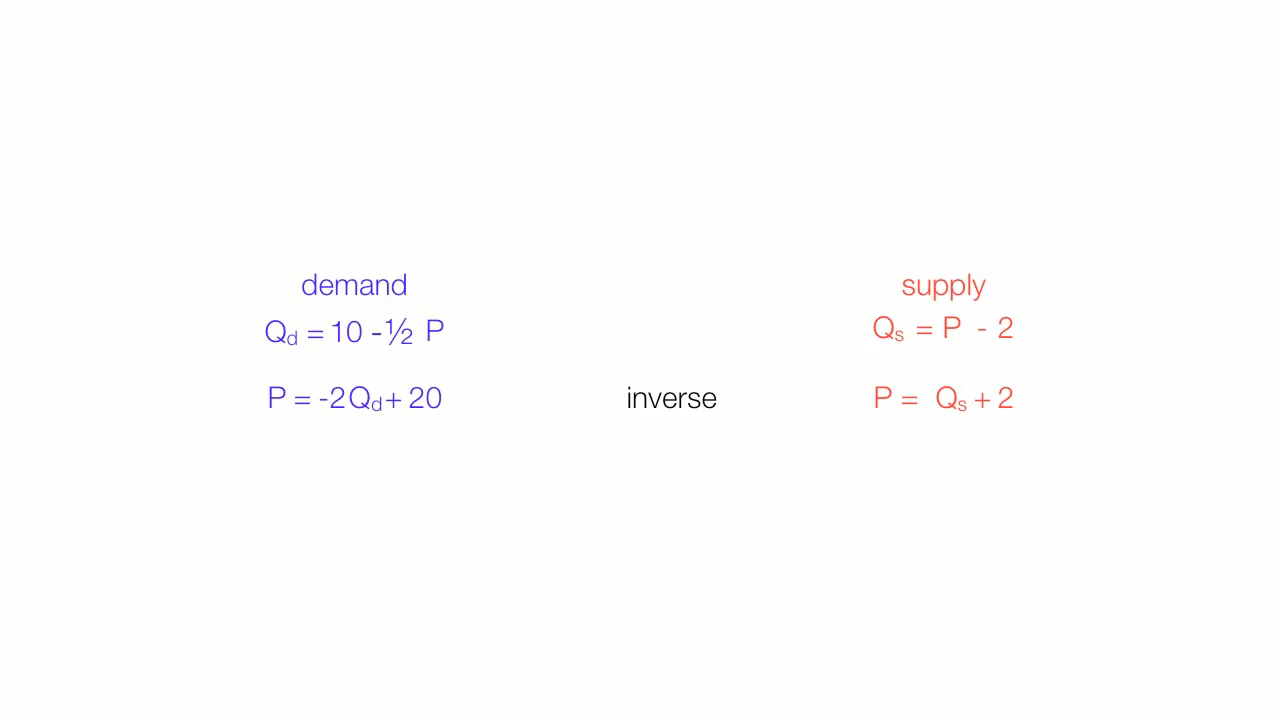 demand supply
Qd = 10 - ½ P Qs = P - 2
P = -2Qd + 20 inverse P = Qs + 2